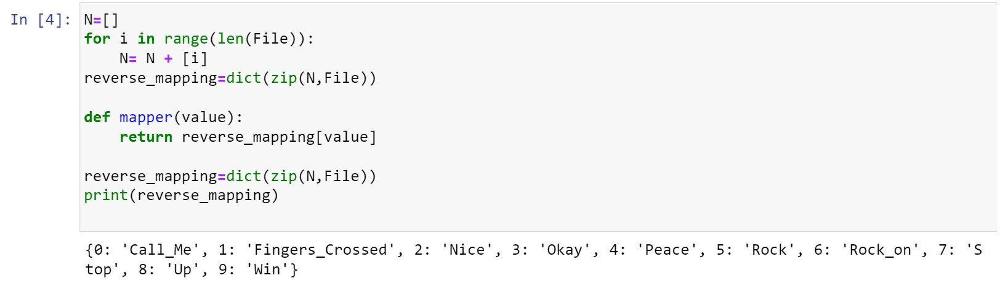 In [4]: N=[]
for i in range(len(File)):
    N= N + [i]
reverse_mapping=dict(zip(N,File))

def mapper(value):
    return reverse_mapping[value]

reverse_mapping=dict(zip(N,File))
print(reverse_mapping)

{0: 'Call_Me', 1: 'Fingers_Crossed', 2: 'Nice', 3: 'Okay', 4: 'Peace', 5: 'Rock', 6: 'Rock_on', 7: 'S
top', 8: 'Up', 9: 'Win'}